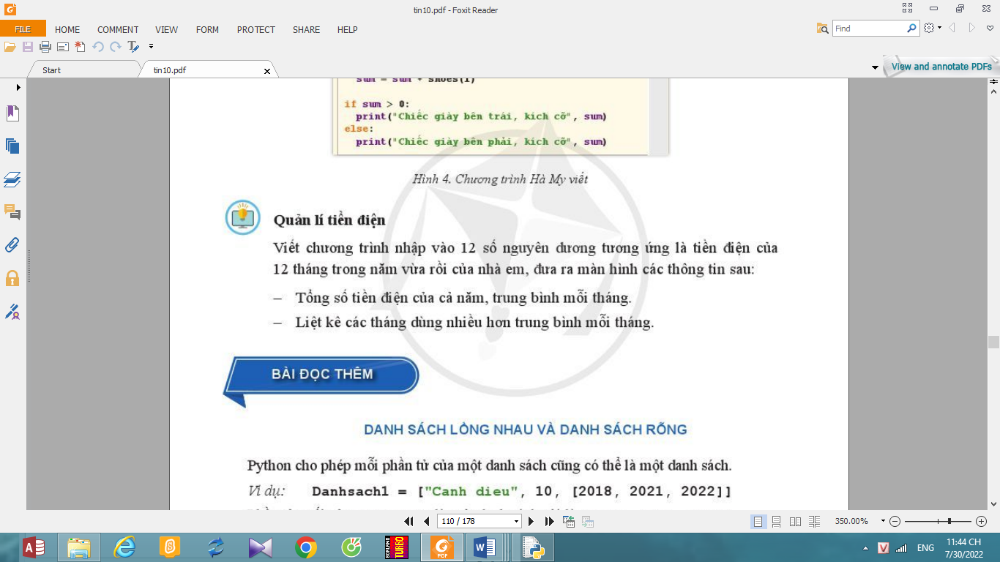 tin10.pdf - Foxit Reader
FILE HOME COMMENT VIEW FORM PROTECT SHARE HELP
Find
Start
tin10.pdf
View and annotate PDFs
sum = sum + shoes(i)
if sum > 0:
print("Chiếc giày bên trái, kích cỡ", sum)
else:
print("Chiếc giày bên phải, kích cỡ", sum)
Hình 4. Chương trình Hà My viết
Quản lí tiền điện
Viết chương trình nhập vào 12 số nguyên dương tương ứng là tiền điện của
12 tháng trong năm vừa rồi của nhà em, đưa ra màn hình các thông tin sau:
– Tổng số tiền điện của cả năm, trung bình mỗi tháng.
– Liệt kê các tháng dùng nhiều hơn trung bình mỗi tháng.
BÀI ĐỌC THÊM
DANH SÁCH LỒNG NHAU VÀ DANH SÁCH RỖNG
Python cho phép mỗi phần tử của một danh sách cũng có thể là một danh sách.
Ví dụ: Danhsach1 = ["Canh dieu", 10, [2018, 2021, 2022]]
110 / 178
350.00%
BORLAND TURBO
PDF
ENG
11:44 CH
7/30/2022